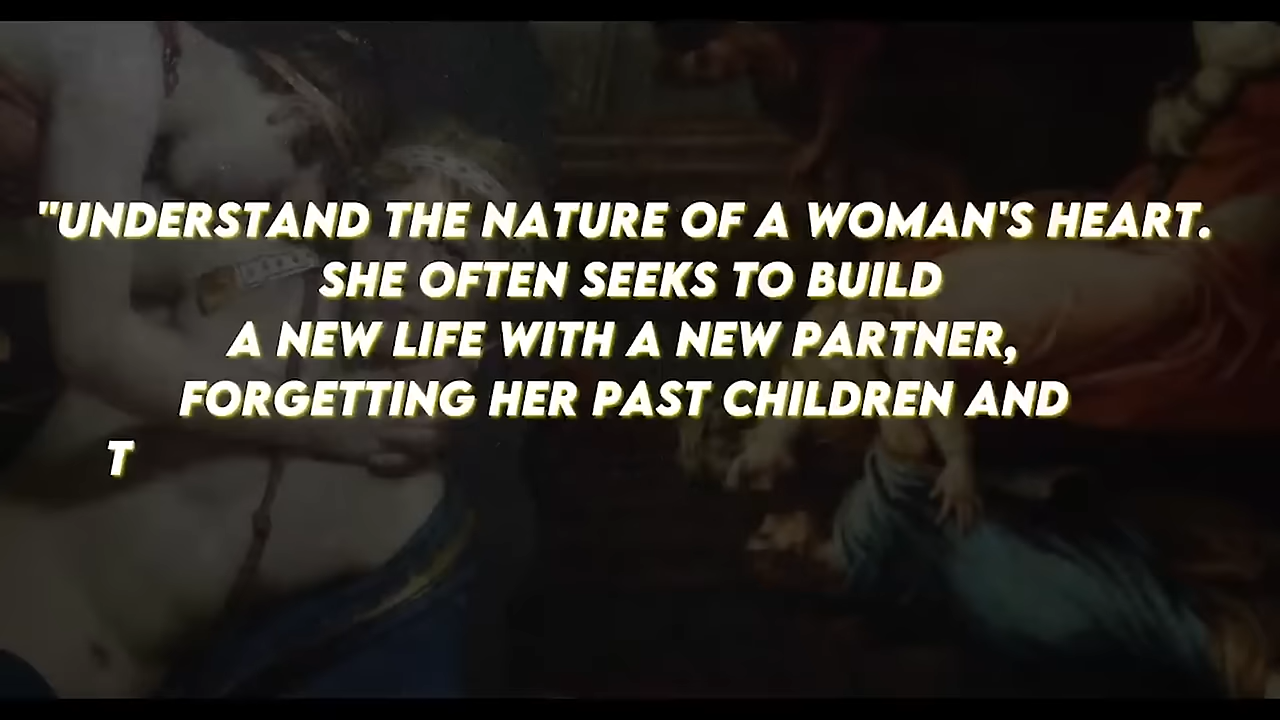 "UNDERSTAND THE NATURE OF A WOMAN'S HEART.
SHE OFTEN SEEKS TO BUILD
A NEW LIFE WITH A NEW PARTNER,
FORGETTING HER PAST CHILDREN AND
T